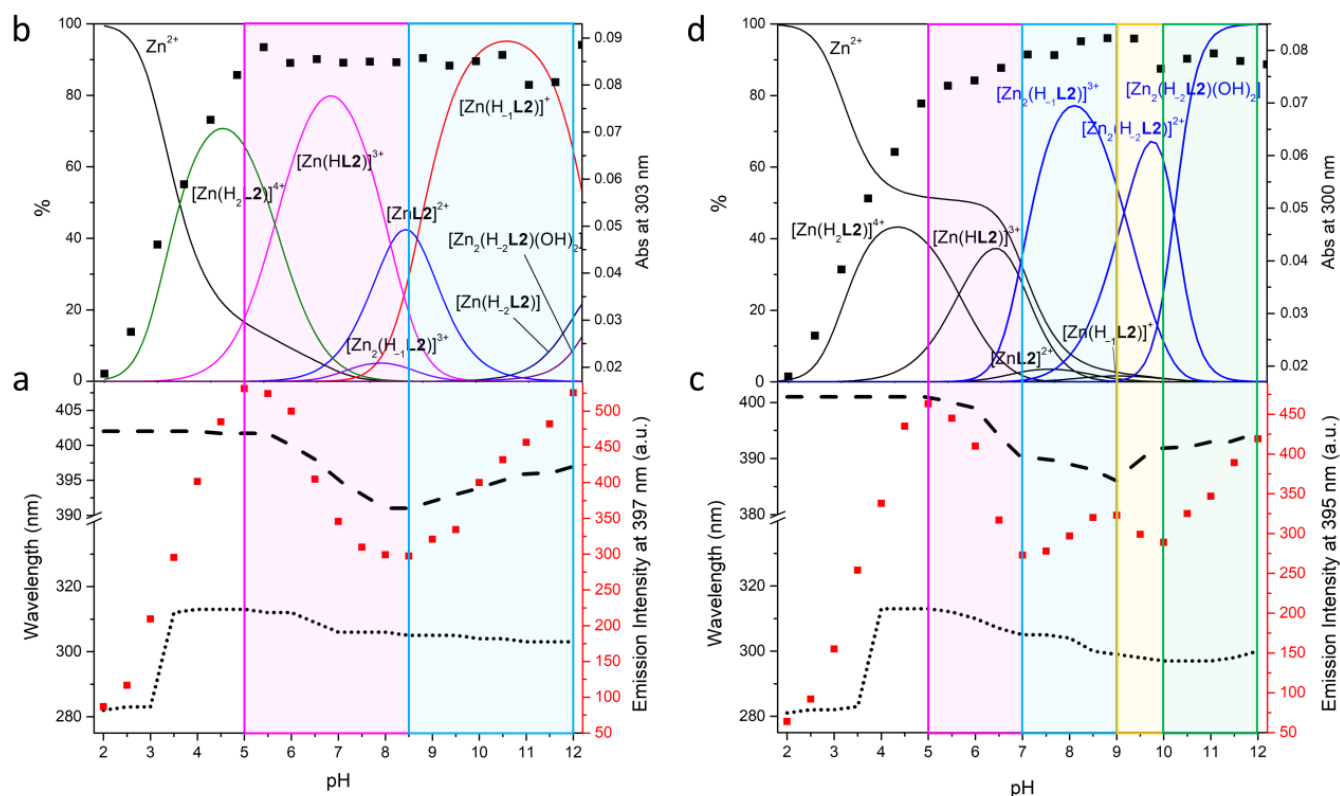 b
100
80
60
40
20
0
%
Zn²⁺
[Zn(H₂L2)]⁴⁺
[Zn(HL2)]³⁺
[ZnL2]²⁺
[Zn₂(H₋₁L2)]³⁺
[Zn(H₋₁L2)]⁺
[Zn₂(H₋₂L2)(OH)₂
[Zn(H₋₂L2)]
0.09
0.08
0.07
0.06
0.05
0.04
0.03
0.02
Abs at 303 nm
a
405
400
395
390
310
300
290
280
Wavelength (nm)
500
450
400
350
300
250
200
150
100
50
Emission Intensity at 397 nm (a.u.)
2 3 4 5 6 7 8 9 10 11 12
pH
d
100
80
60
40
20
0
%
Zn²⁺
[Zn(H₂L2)]⁴⁺
[Zn(HL2)]³⁺
[Zn₂(H₋₁L2)]³⁺
[Zn₂(H₋₂L2)(OH)₂]
[Zn₂(H₋₂L2)]²⁺
[Zn(H₋₁L2)]⁺
[ZnL2]²⁺
0.08
0.07
0.06
0.05
0.04
0.03
0.02
Abs at 300 nm
c
400
390
380
310
300
290
280
Wavelength (nm)
450
400
350
300
250
200
150
100
50
Emission Intensity at 395 nm (a.u.)
2 3 4 5 6 7 8 9 10 11 12
pH